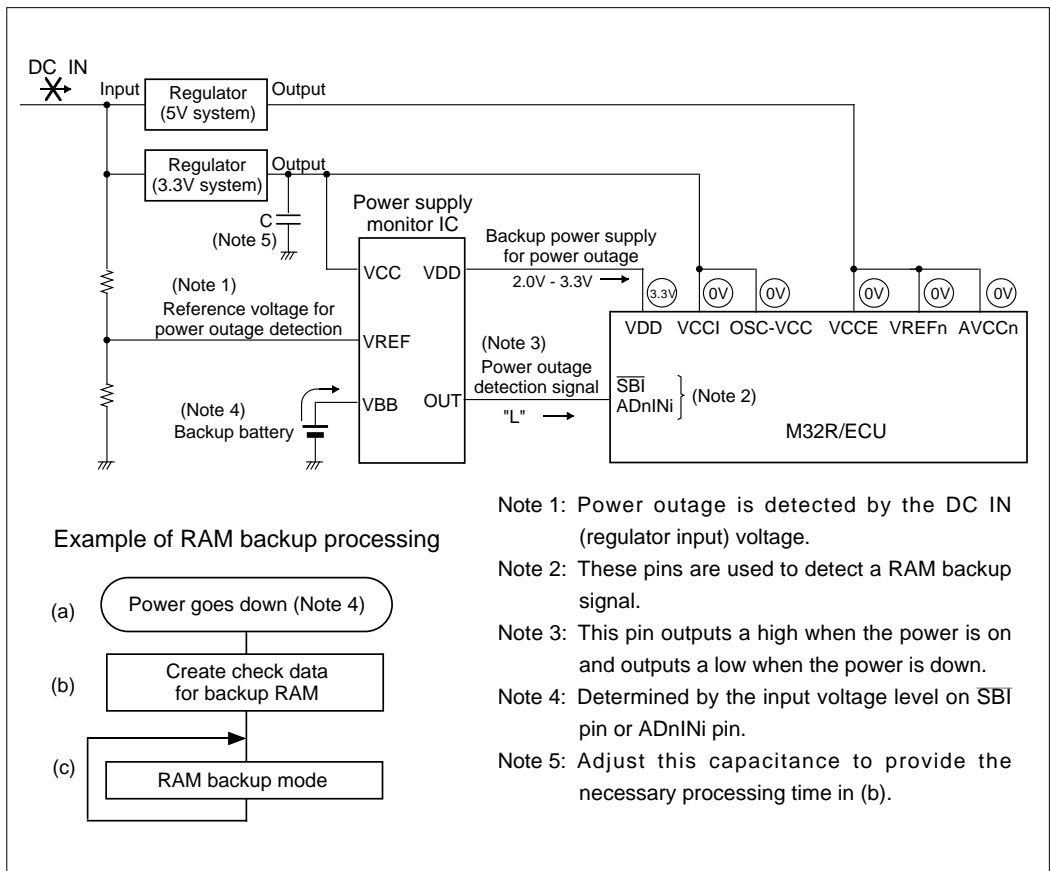 DC IN
Input
Regulator
(5V system)
Output
Regulator
(3.3V system)
Output
C
(Note 5)
Power supply
monitor IC
VCC
VDD
VREF
VBB
OUT
(Note 1)
Reference voltage for
power outage detection
(Note 4)
Backup battery
Backup power supply
for power outage
2.0V - 3.3V
(Note 3)
Power outage
detection signal
"L"
3.3V
0V
0V
0V
0V
0V
VDD
VCCI
OSC-VCC
VCCE
VREFn
AVCCn
S̅B̅I̅
ADnINi
(Note 2)
M32R/ECU
Example of RAM backup processing
(a)
Power goes down (Note 4)
(b)
Create check data
for backup RAM
(c)
RAM backup mode
Note 1: Power outage is detected by the DC IN
(regulator input) voltage.
Note 2: These pins are used to detect a RAM backup
signal.
Note 3: This pin outputs a high when the power is on
and outputs a low when the power is down.
Note 4: Determined by the input voltage level on S̅B̅I̅
pin or ADnINi pin.
Note 5: Adjust this capacitance to provide the
necessary processing time in (b).